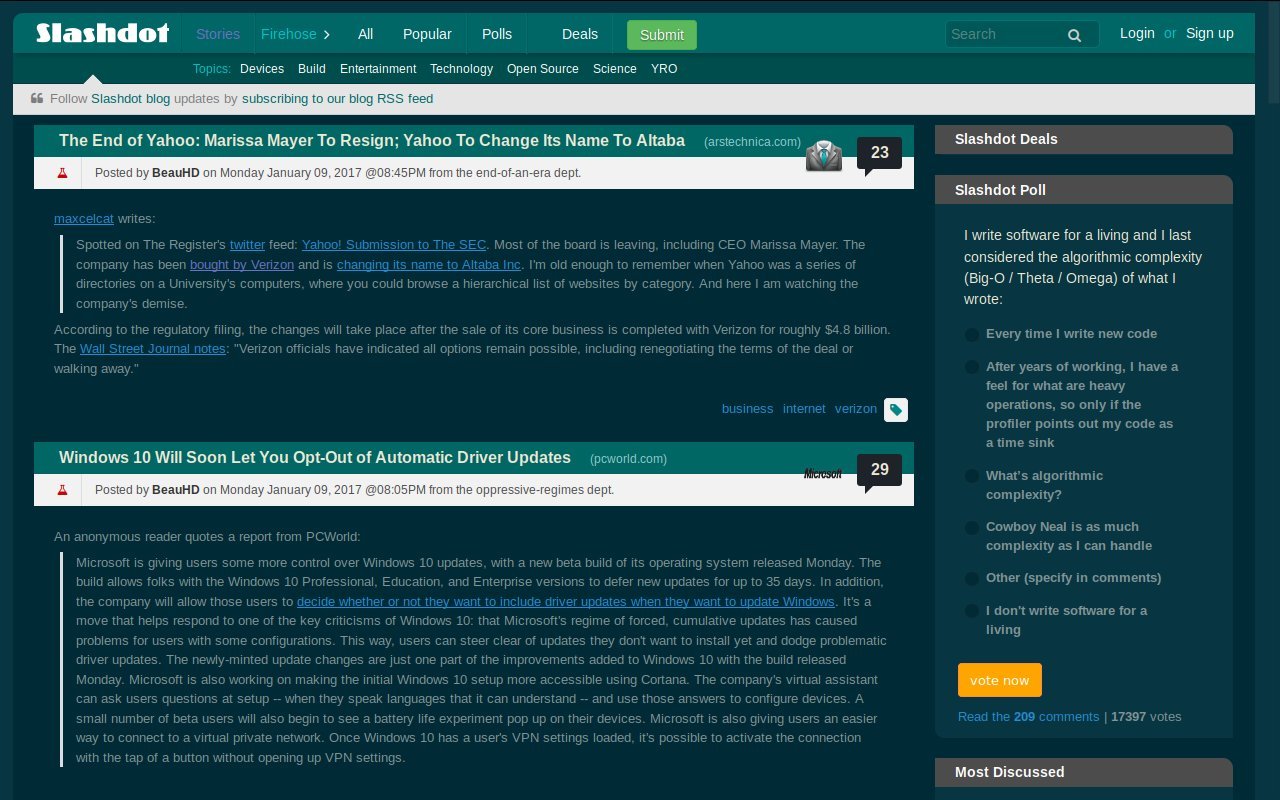 Slashdot Stories Firehose All Popular Polls Deals Submit Search Login or Sign up
Topics: Devices Build Entertainment Technology Open Source Science YRO
Follow Slashdot blog updates by subscribing to our blog RSS feed
The End of Yahoo: Marissa Mayer To Resign; Yahoo To Change Its Name To Altaba (arstechnica.com) 23
Posted by BeauHD on Monday January 09, 2017 @08:45PM from the end-of-an-era dept.
maxcelcat writes:
Spotted on The Register's twitter feed: Yahoo! Submission to The SEC. Most of the board is leaving, including CEO Marissa Mayer. The
company has been bought by Verizon and is changing its name to Altaba Inc. I'm old enough to remember when Yahoo was a series of
directories on a University's computers, where you could browse a hierarchical list of websites by category. And here I am watching the
company's demise.
According to the regulatory filing, the changes will take place after the sale of its core business is completed with Verizon for roughly $4.8 billion.
The Wall Street Journal notes: "Verizon officials have indicated all options remain possible, including renegotiating the terms of the deal or
walking away."
business internet verizon
Windows 10 Will Soon Let You Opt-Out of Automatic Driver Updates (pcworld.com) Microsoft 29
Posted by BeauHD on Monday January 09, 2017 @08:05PM from the oppressive-regimes dept.
An anonymous reader quotes a report from PCWorld:
Microsoft is giving users some more control over Windows 10 updates, with a new beta build of its operating system released Monday. The
build allows folks with the Windows 10 Professional, Education, and Enterprise versions to defer new updates for up to 35 days. In addition,
the company will allow those users to decide whether or not they want to include driver updates when they want to update Windows. It's a
move that helps respond to one of the key criticisms of Windows 10: that Microsoft's regime of forced, cumulative updates has caused
problems for users with some configurations. This way, users can steer clear of updates they don't want to install yet and dodge problematic
driver updates. The newly-minted update changes are just one part of the improvements added to Windows 10 with the build released
Monday. Microsoft is also working on making the initial Windows 10 setup more accessible using Cortana. The company's virtual assistant
can ask users questions at setup -- when they speak languages that it can understand -- and use those answers to configure devices. A
small number of beta users will also begin to see a battery life experiment pop up on their devices. Microsoft is also giving users an easier
way to connect to a virtual private network. Once Windows 10 has a user's VPN settings loaded, it's possible to activate the connection
with the tap of a button without opening up VPN settings.
Slashdot Deals
Slashdot Poll
I write software for a living and I last
considered the algorithmic complexity
(Big-O / Theta / Omega) of what I
wrote:
Every time I write new code
After years of working, I have a
feel for what are heavy
operations, so only if the
profiler points out my code as
a time sink
What's algorithmic
complexity?
Cowboy Neal is as much
complexity as I can handle
Other (specify in comments)
I don't write software for a
living
vote now
Read the 209 comments | 17397 votes
Most Discussed